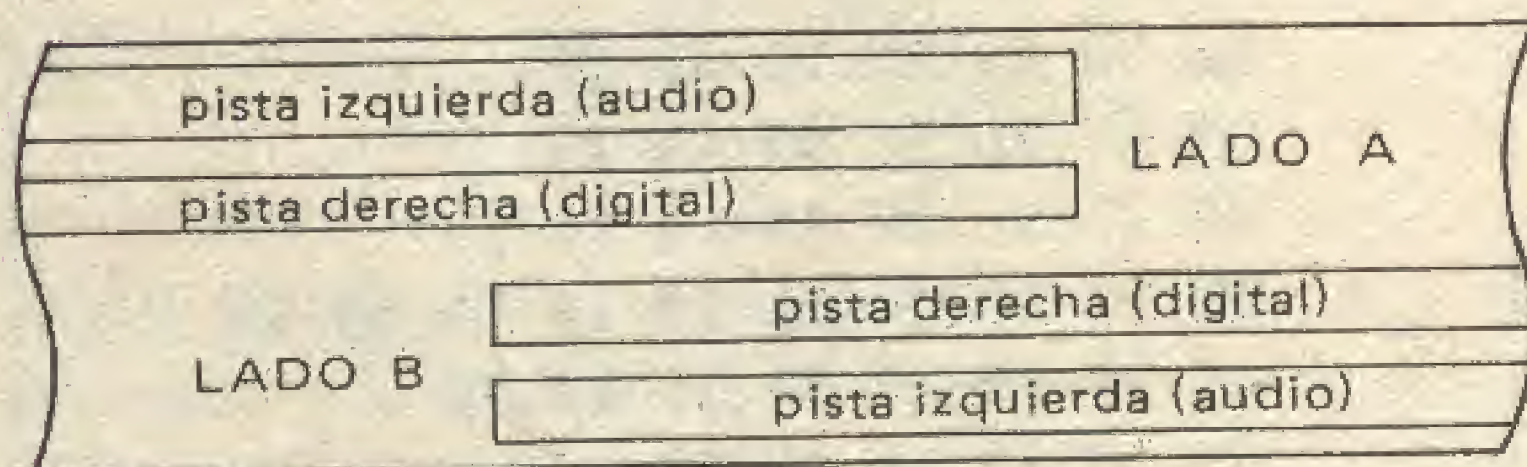 pista izquierda (audio)
LADO A
pista derecha (digital)
pista derecha (digital)
LADO B
pista izquierda (audio)